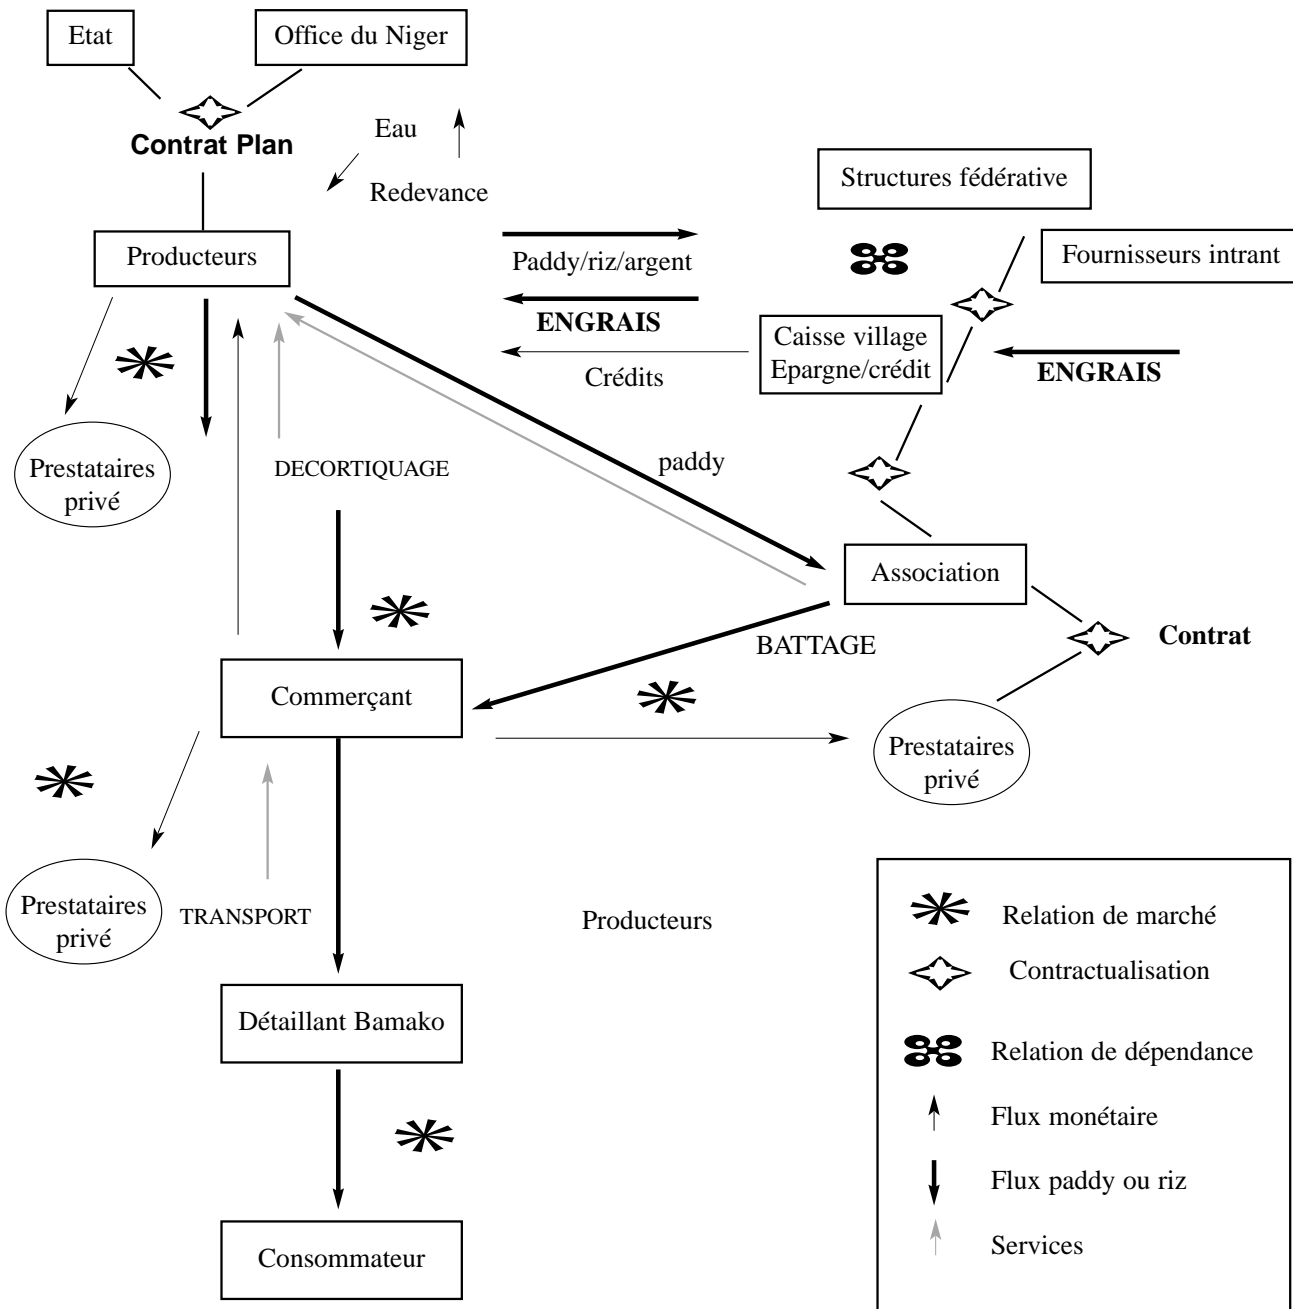 Etat
Office du Niger
Contrat Plan
Eau
Redevance
Structures fédérative
Producteurs
Paddy/riz/argent
Fournisseurs intrant
ENGRAIS
Crédits
Caisse village
Epargne/crédit
ENGRAIS
Prestataires
privé
DECORTIQUAGE
paddy
Association
BATTAGE
Contrat
Commerçant
Prestataires
privé
Prestataires
privé
TRANSPORT
Producteurs
Détaillant Bamako
Consommateur
Relation de marché
Contractualisation
Relation de dépendance
Flux monétaire
Flux paddy ou riz
Services